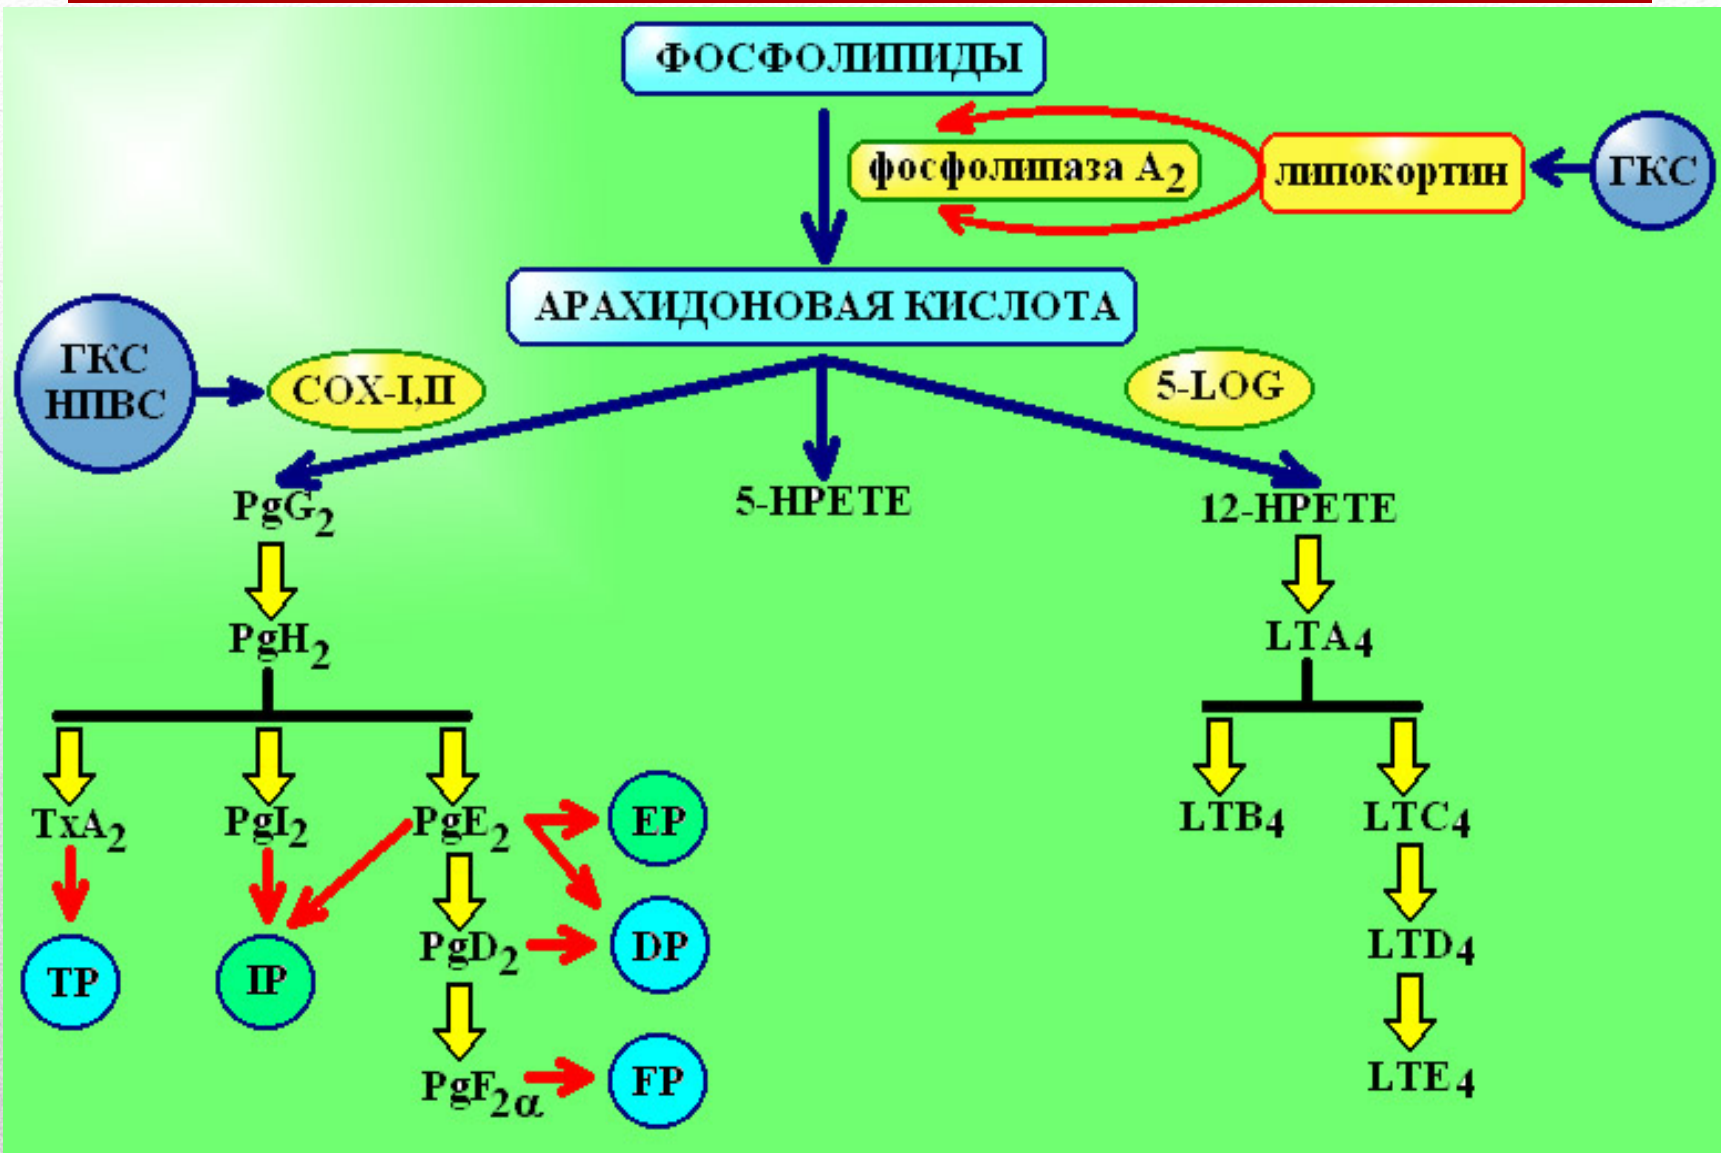 ФОСФОЛИПИДЫ
фосфолипаза А2
липокортин
ГКС
АРАХИДОНОВАЯ КИСЛОТА
ГКС
НПВС
COX-I,II
5-LOG
PgG2
5-HPETE
12-HPETE
PgH2
LTA4
TxA2
PgI2
PgE2
EP
LTB4
LTC4
TP
IP
PgD2
DP
LTD4
PgF2α
FP
LTE4